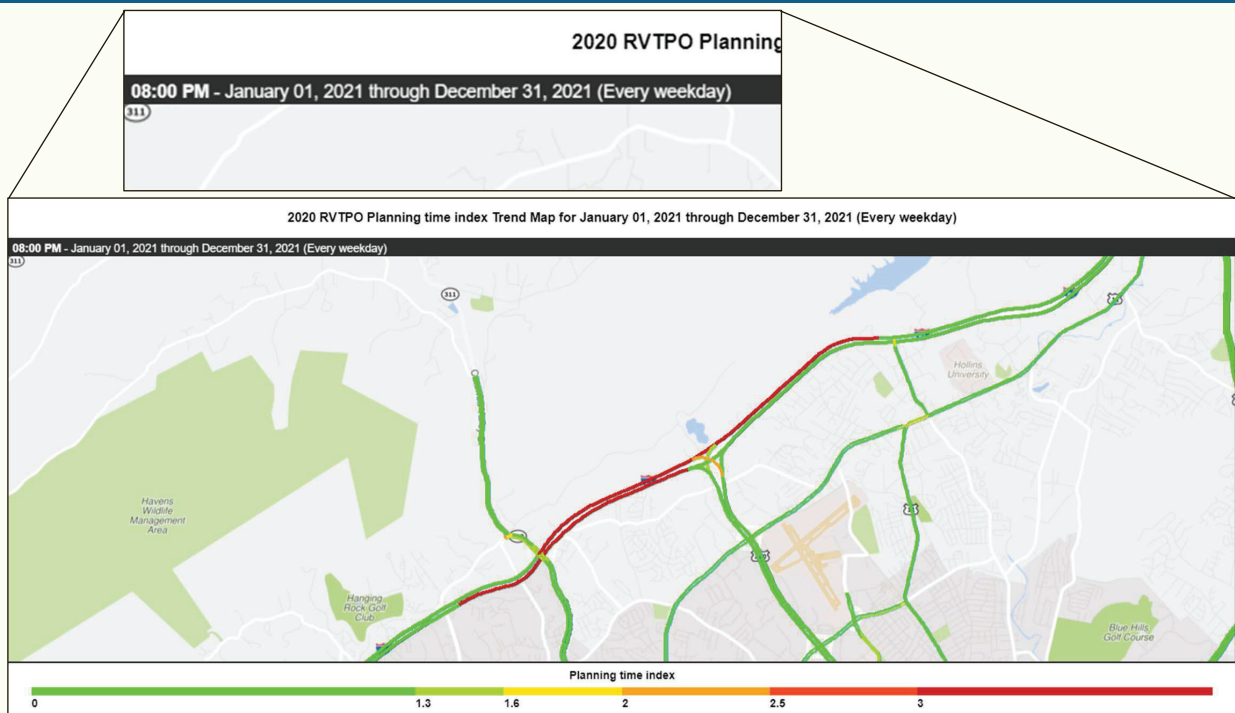 2020 RVTPO Planning
08:00 PM - January 01, 2021 through December 31, 2021 (Every weekday)
311
2020 RVTPO Planning time index Trend Map for January 01, 2021 through December 31, 2021 (Every weekday)
08:00 PM - January 01, 2021 through December 31, 2021 (Every weekday)
311
311
Hollins
University
Havens
Wildlife
Management
Area
Hanging
Rock Golf
Club
Blue Hills
Golf Course
Planning time index
0 1.3 1.6 2 2.5 3